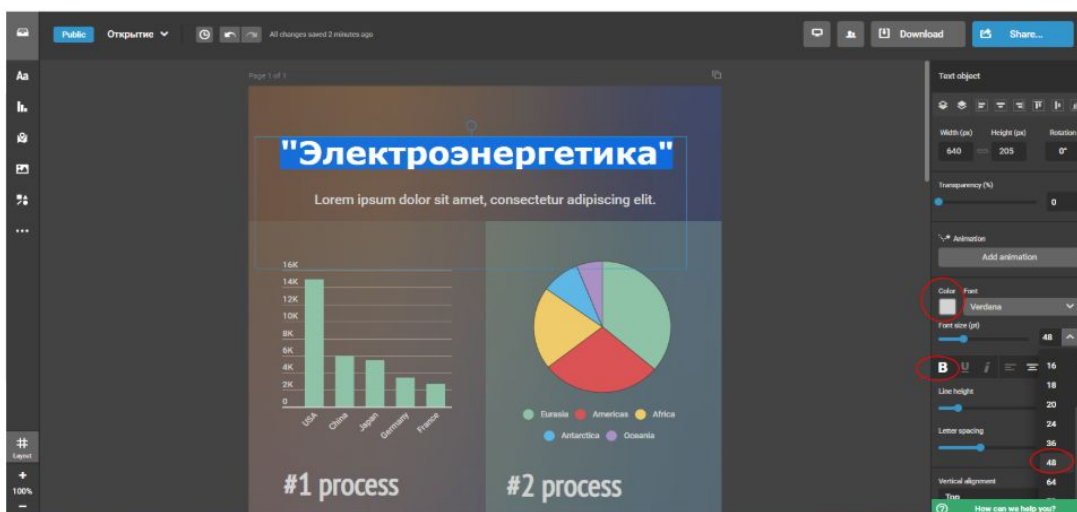 Public Открытие All changes saved 2 minutes ago Download Share...
Page 1 of 1
Aa
"Электроэнергетика"
Lorem ipsum dolor sit amet, consectetur adipiscing elit.
16K
14K
12K
10K
8K
6K
4K
2K
0
USA China Japan Germany France
Eurasia Americas Africa
Antarctica Oceania
#1 process
#2 process
Layout
100%
Text object
Width (px) Height (px) Rotation
640 205 0°
Transparency (%)
0
Animation
Add animation
Color Font
Verdana
Font size (pt)
48
B U i
16
Line height
18
20
24
Letter spacing
36
48
Vertical alignment
64
Top
How can we help you?